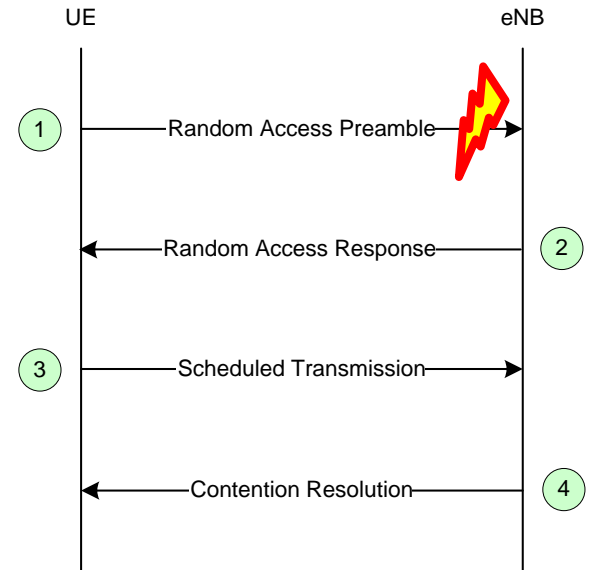 UE
eNB
1
Random Access Preamble
Random Access Response
2
3
Scheduled Transmission
Contention Resolution
4